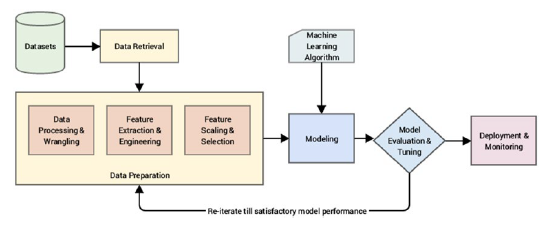 Datasets
Data Retrieval
Machine
Learning
Algorithm
Data
Processing &
Wrangling
Feature
Extraction &
Engineering
Feature
Scaling &
Selection
Data Preparation
Modeling
Model
Evaluation &
Tuning
Deployment &
Monitoring
Re-iterate till satisfactory model performance